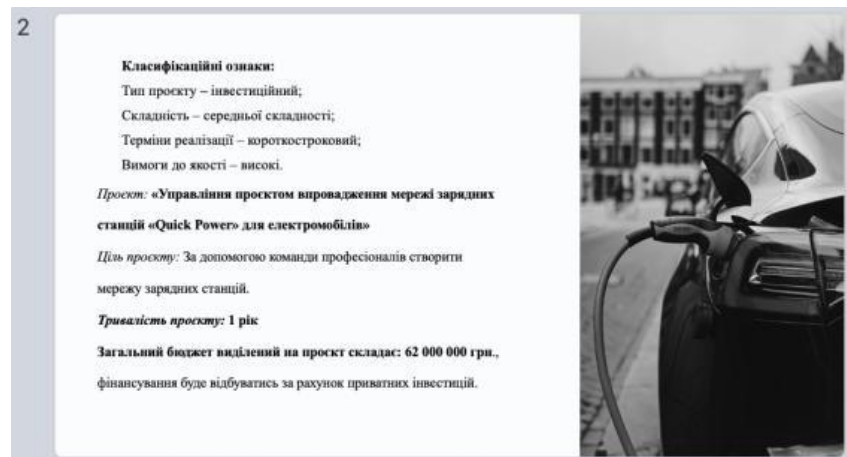 2
Класифікаційні ознаки:
Тип проєкту – інвестиційний;
Складність – середньої складності;
Терміни реалізації – короткостроковий;
Вимоги до якості – високі.
Проєкт: «Управління проєктом впровадження мережі зарядних
станцій «Quick Power» для електромобілів»
Ціль проєкту: За допомогою команди професіоналів створити
мережу зарядних станцій.
Тривалість проєкту: 1 рік
Загальний бюджет виділений на проєкт складає: 62 000 000 грн.,
фінансування буде відбуватись за рахунок приватних інвестицій.